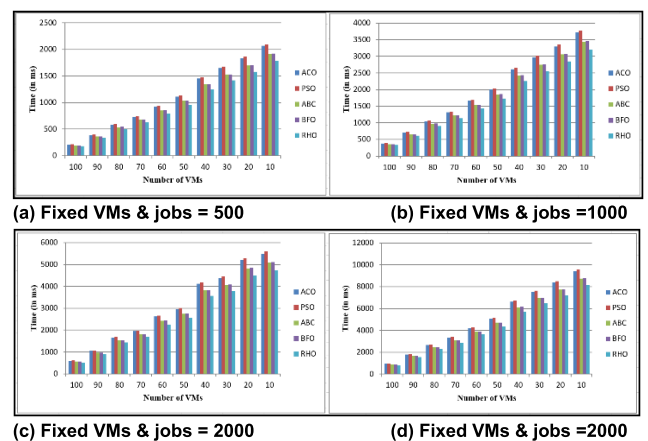 2500
2000
1500
1000
500
0
Time (in ms)
100 90 80 70 60 50 40 30 20 10
Number of VMs
ACO
PSO
ABC
BFO
RHO
(a) Fixed VMs & jobs = 500
4000
3500
3000
2500
2000
1500
1000
500
0
Time (in ms)
100 90 80 70 60 50 40 30 20 10
Number of VMs
ACO
PSO
ABC
BFO
RHO
(b) Fixed VMs & jobs =1000
6000
5000
4000
3000
2000
1000
0
Time (in ms)
100 90 80 70 60 50 40 30 20 10
Number of VMs
ACO
PSO
ABC
BFO
RHO
(c) Fixed VMs & jobs = 2000
12000
10000
8000
6000
4000
2000
0
Time (in ms)
100 90 80 70 60 50 40 30 20 10
Number of VMs
ACO
PSO
ABC
BFO
RHO
(d) Fixed VMs & jobs =2000